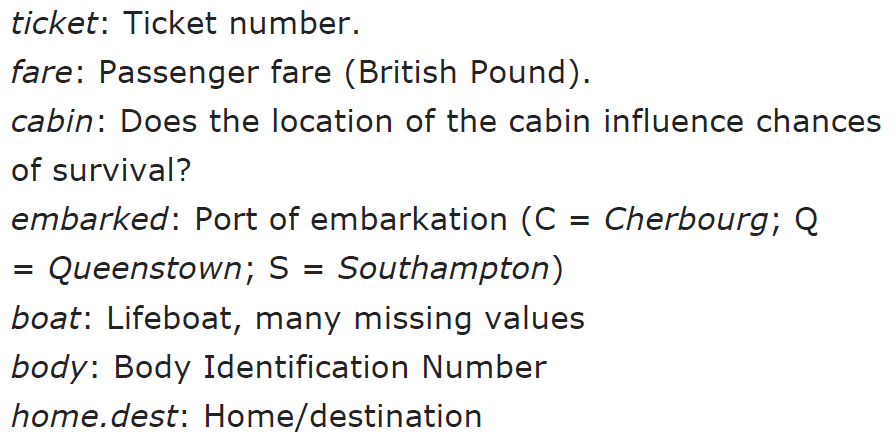 ticket: Ticket number.
fare: Passenger fare (British Pound).
cabin: Does the location of the cabin influence chances
of survival?
embarked: Port of embarkation (C = Cherbourg; Q
= Queenstown; S = Southampton)
boat: Lifeboat, many missing values
body: Body Identification Number
home.dest: Home/destination